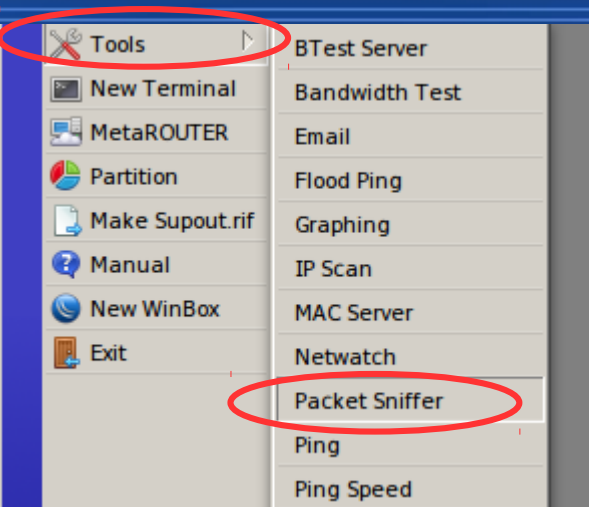 Tools
New Terminal
MetaROUTER
Partition
Make Supout.rif
Manual
New WinBox
Exit
BTest Server
Bandwidth Test
Email
Flood Ping
Graphing
IP Scan
MAC Server
Netwatch
Packet Sniffer
Ping
Ping Speed